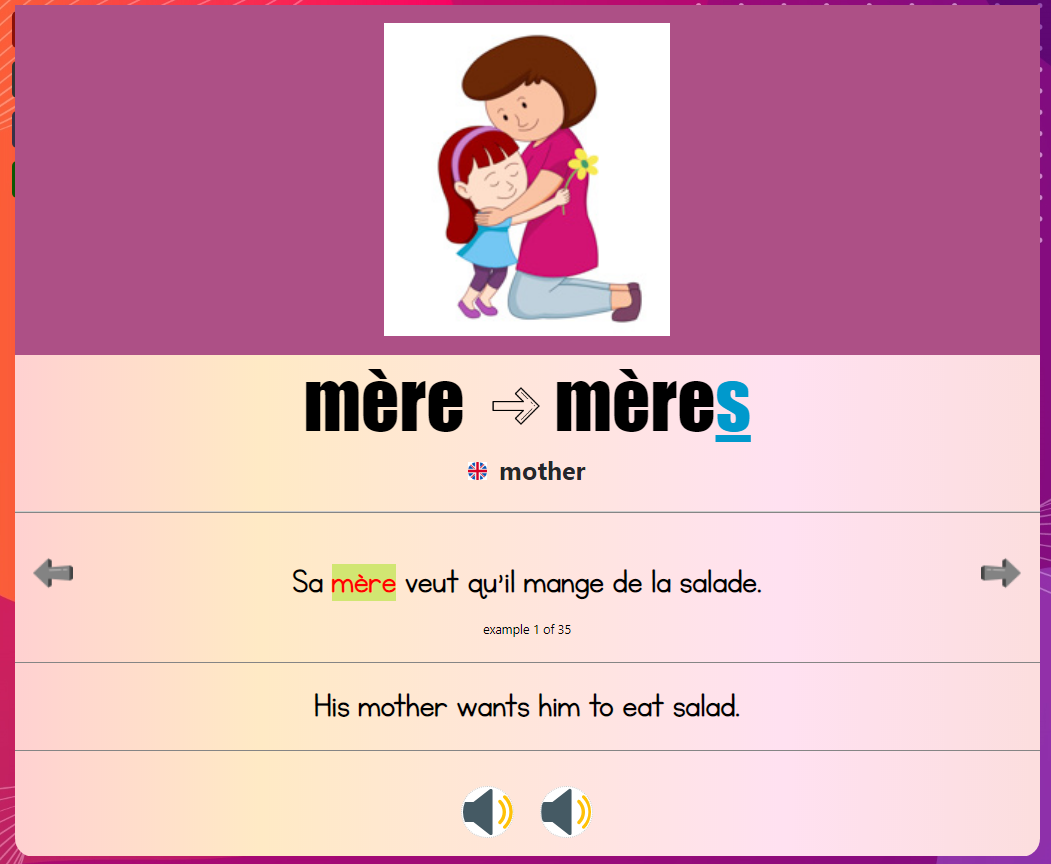 mère ⇨ mères
mother
Sa mère veut qu'il mange de la salade.
example 1 of 35
His mother wants him to eat salad.